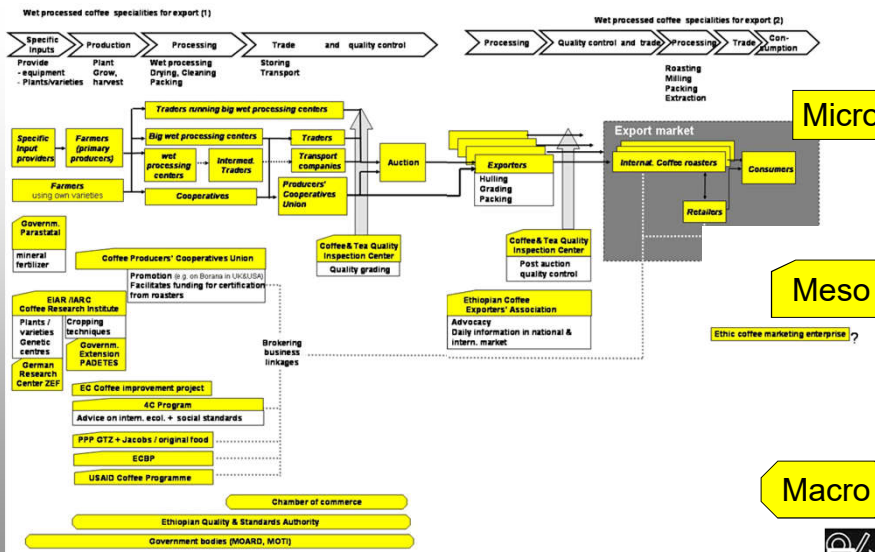 Wet processed coffee specialities for export (1)
Wet processed coffee specialities for export (2)
Specific
Inputs
Production
Processing
Trade and quality control
Processing
Quality control and trade
Processing
Trade
Con-
sumption
Provide
- equipment
- Plants/varieties
Plant
Grow,
harvest
Wet processing
Drying, Cleaning
Packing
Storing
Transport
Roasting
Milling
Packing
Extraction
Micro
Traders running big wet processing centers
Specific
Input
providers
Farmers
(primary
producers)
Big wet processing centers
Traders
wet
processing
centers
Intermed.
Traders
Transport
companies
Farmers
using own varieties
Cooperatives
Producers'
Cooperatives
Union
Auction
Exporters
Hulling
Grading
Packing
Export market
Internat. Coffee roasters
Consumers
Retailers
Governm.
Parastatal
mineral
fertilizer
Coffee Producers' Cooperatives Union
Promotion (e.g. on Borana in UK&USA)
Facilitates funding for certification
from roasters
Coffee& Tea Quality
Inspection Center
Quality grading
Coffee& Tea Quality
Inspection Center
Post auction
quality control
Meso
EIAR /IARC
Coffee Research Institute
Plants /
varieties
Genetic
centres
Cropping
techniques
Governm.
Extension
PADETES
German
Research
Center ZEF
Ethiopian Coffee
Exporters' Association
Advocacy
Daily information in national &
intern. market
Ethic coffee marketing enterprise ?
Brokering
business
linkages
EC Coffee improvement project
4C Program
Advice on intern. ecol. + social standards
PPP GTZ + Jacobs / original food
ECBP
USAID Coffee Programme
Macro
Chamber of commerce
Ethiopian Quality & Standards Authority
Government bodies (MOARD, MOTI)